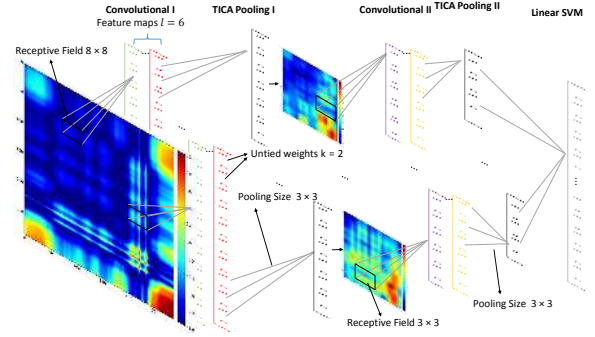 Convolutional I
TICA Pooling I
Convolutional II
TICA Pooling II
Linear SVM
Feature maps l = 6
Receptive Field 8 × 8
Untied weights k = 2
Pooling Size 3 × 3
Pooling Size 3 × 3
Receptive Field 3 × 3